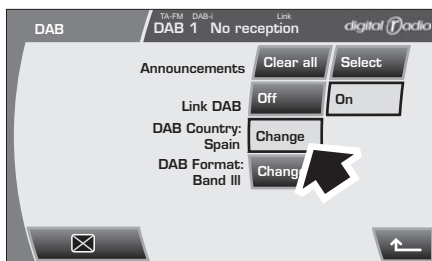 DAB
TA-FM DAB-i Link
DAB 1 No reception
digital radio
Announcements Clear all Select
Link DAB Off On
DAB Country:
Spain
Change
DAB Format:
Band III
Change